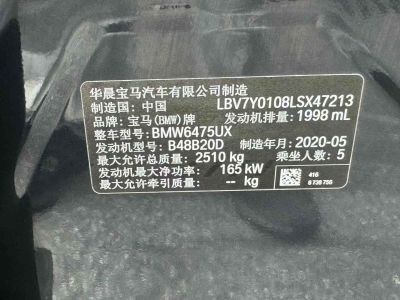 华晨宝马汽车有限公司制造
制造国：中国 LBV7Y0108LSX47213
品牌：宝马(BMW)牌 发动机排量：1998 mL
整车型号：BMW6475UX
发动机型号：B48B20D 制造年月：2020-05
最大允许总质量：2510 kg 乘坐人数：5
发动机最大净功率：165 kW
最大允许牵引质量：-- kg
416
6 739 755